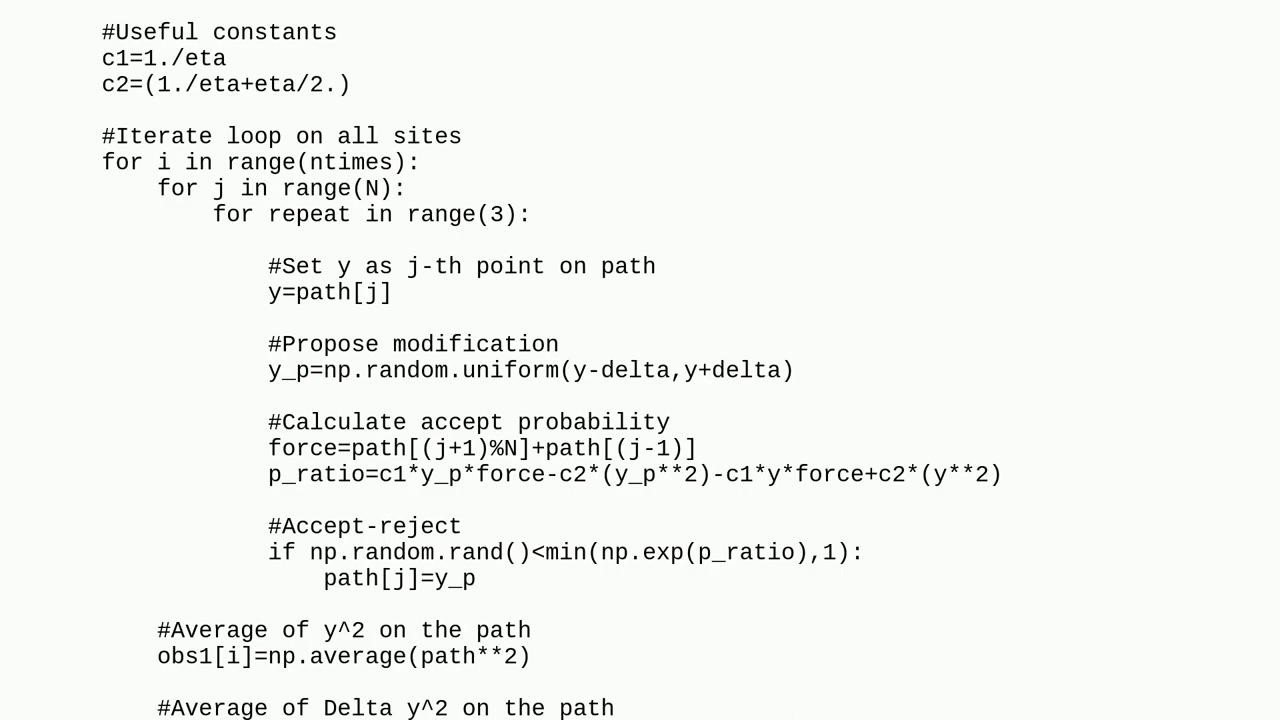 #Useful constants
c1=1./eta
c2=(1./eta+eta/2.)
#Iterate loop on all sites
for i in range(ntimes):
for j in range(N):
for repeat in range(3):
#Set y as j-th point on path
y=path[j]
#Propose modification
y_p=np.random.uniform(y-delta,y+delta)
#Calculate accept probability
force=path[(j+1)%N]+path[(j-1)]
p_ratio=c1*y_p*force-c2*(y_p**2)-c1*y*force+c2*(y**2)
#Accept-reject
if np.random.rand()<min(np.exp(p_ratio),1):
path[j]=y_p
#Average of y^2 on the path
obs1[i]=np.average(path**2)
#Average of Delta y^2 on the path